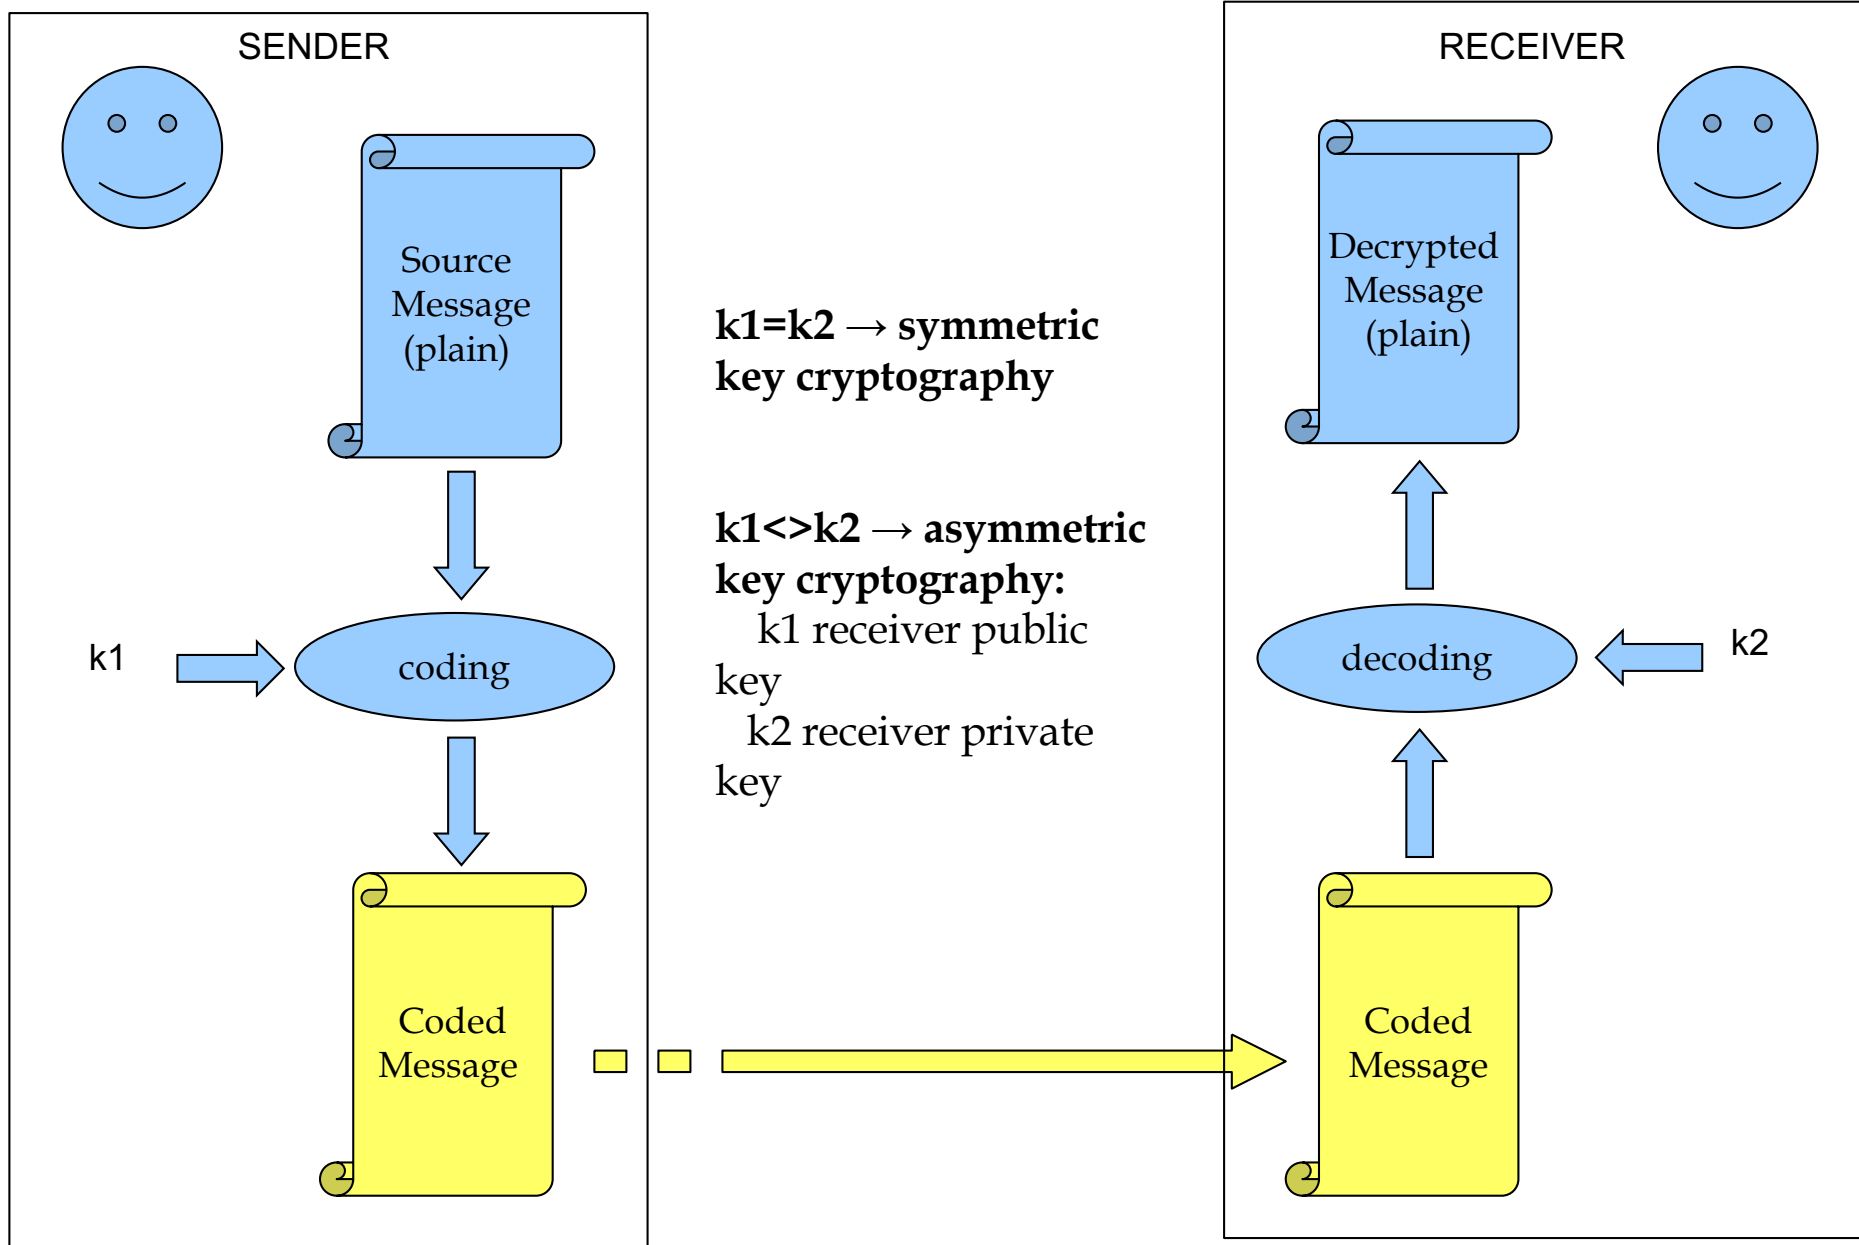 SENDER
Source
Message
(plain)
k1
coding
Coded
Message
k1=k2 → symmetric
key cryptography
k1<>k2 → asymmetric
key cryptography:
k1 receiver public
key
k2 receiver private
key
RECEIVER
Decrypted
Message
(plain)
decoding
k2
Coded
Message